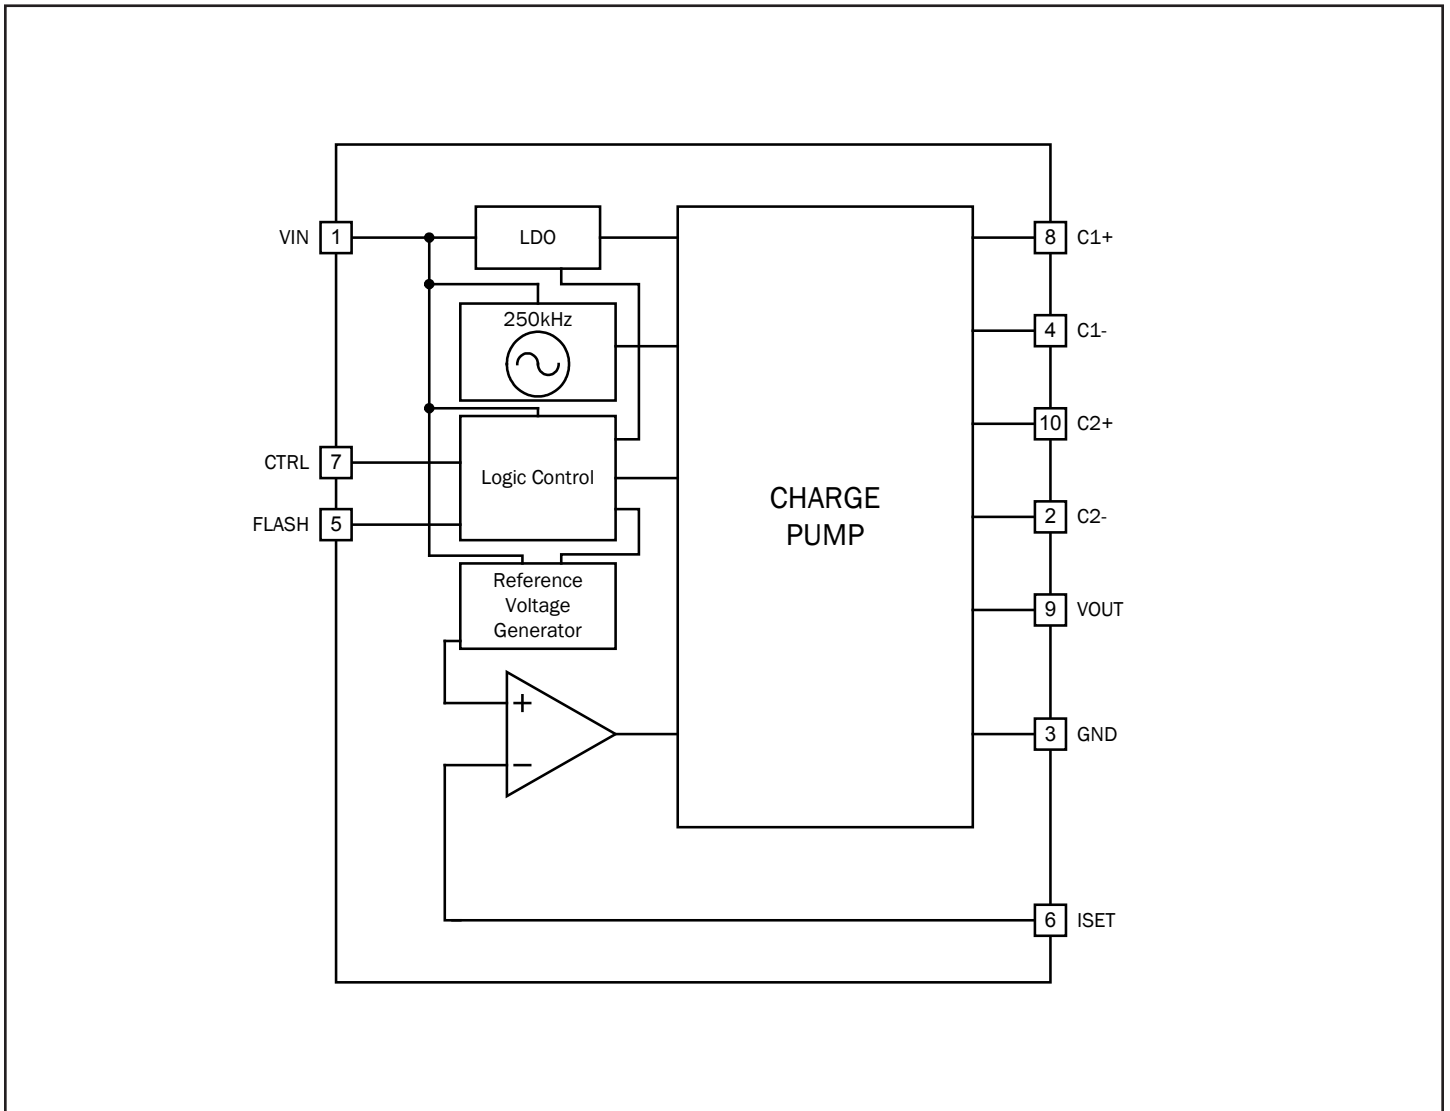 VIN 1
LDO
8 C1+
250kHz
4 C1-
10 C2+
CTRL 7
Logic Control
CHARGE
PUMP
FLASH 5
2 C2-
Reference
Voltage
Generator
9 VOUT
+
3 GND
−
6 ISET